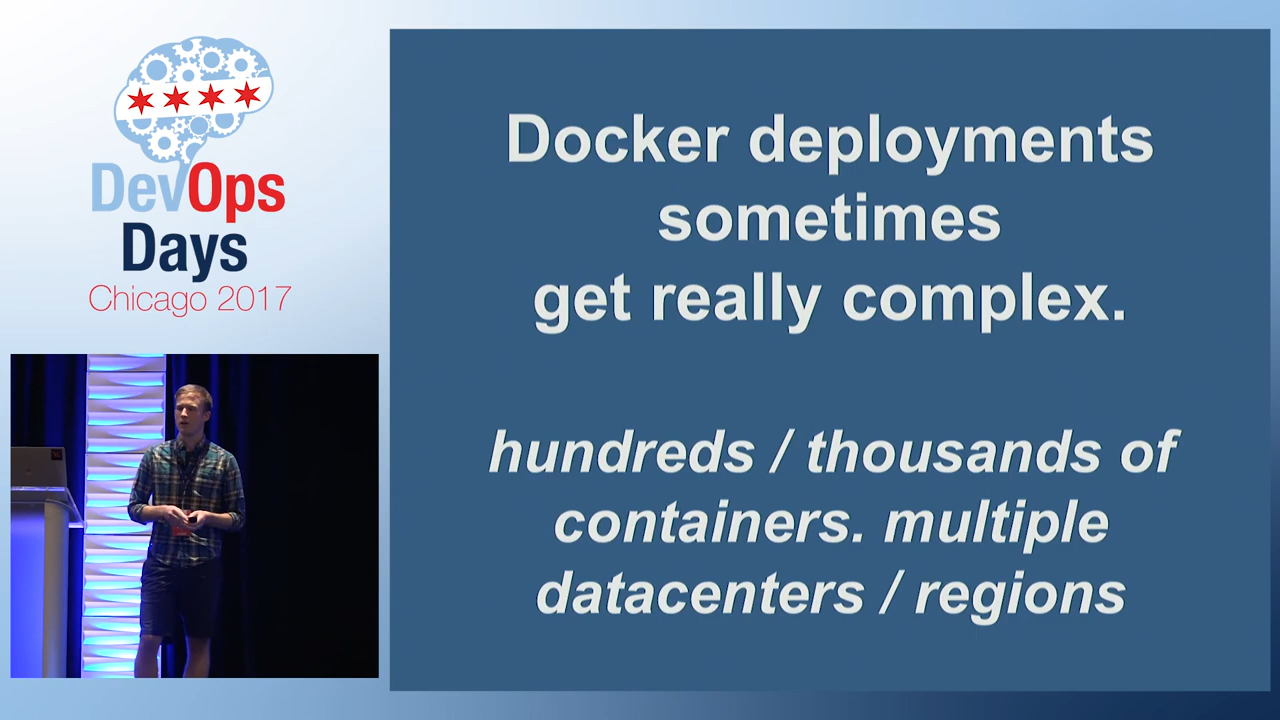 DevOps
Days
Chicago 2017
Docker deployments
sometimes
get really complex.
hundreds / thousands of
containers. multiple
datacenters / regions